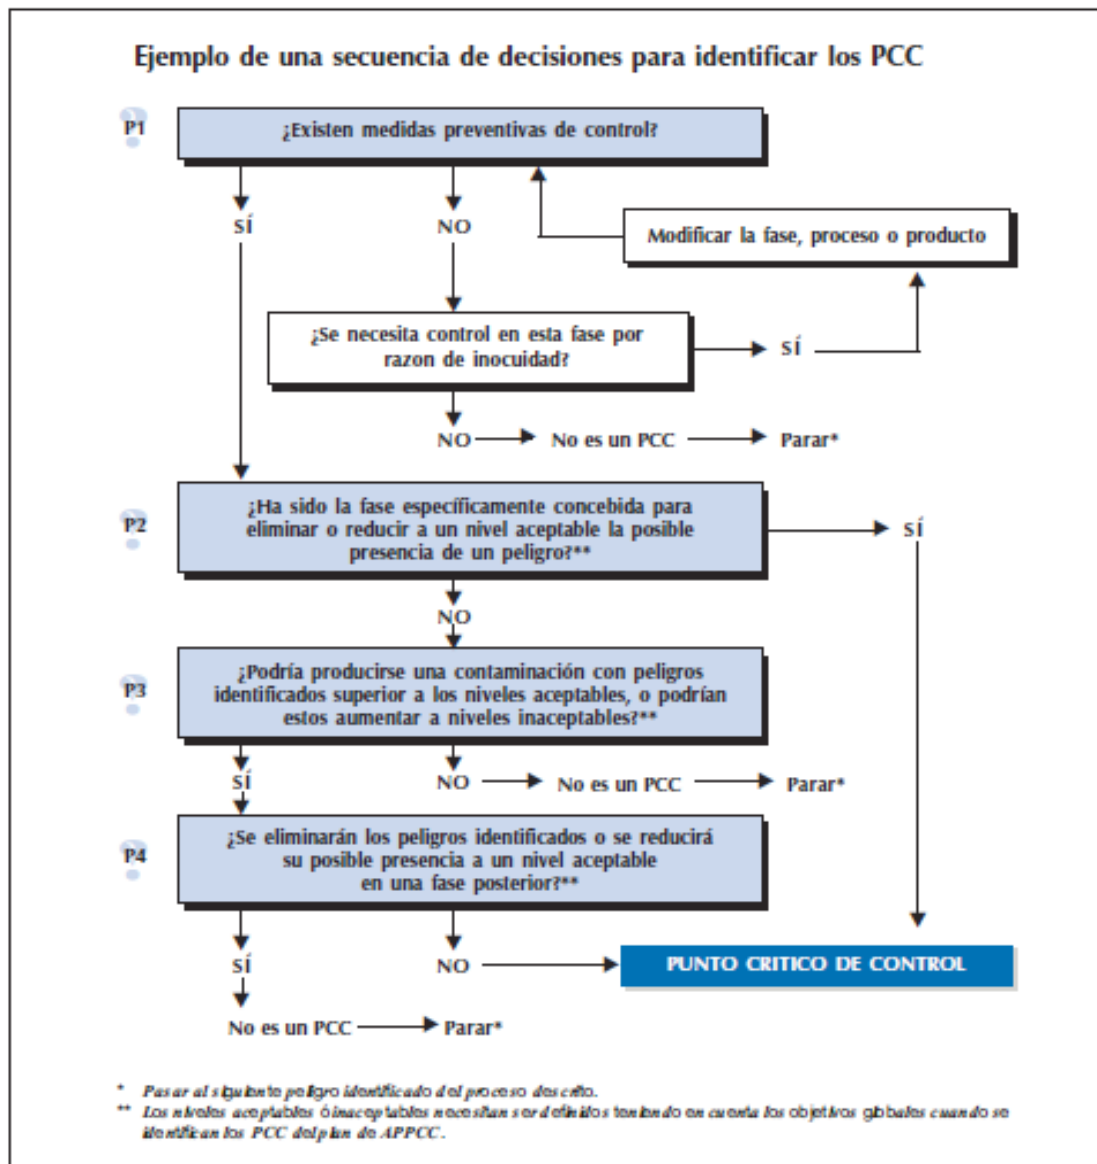 Ejemplo de una secuencia de decisiones para identificar los PCC
P1
¿Existen medidas preventivas de control?
SÍ
NO
Modificar la fase, proceso o producto
¿Se necesita control en esta fase por
razon de inocuidad?
SÍ
NO
No es un PCC
Parar*
P2
¿Ha sido la fase específicamente concebida para
eliminar o reducir a un nivel aceptable la posible
presencia de un peligro?**
SÍ
NO
P3
¿Podría producirse una contaminación con peligros
identificados superior a los niveles aceptables, o podrían
estos aumentar a niveles inaceptables?**
SÍ
NO
No es un PCC
Parar*
P4
¿Se eliminarán los peligros identificados o se reducirá
su posible presencia a un nivel aceptable
en una fase posterior?**
SÍ
NO
PUNTO CRITICO DE CONTROL
No es un PCC
Parar*
* Pasar al siguiente peligro identificado del proceso descrito.
** Los niveles aceptables ó inaceptables necesitan ser definidos teniendo en cuenta los objetivos globales cuando se
identifican los PCC del plan de APPCC.